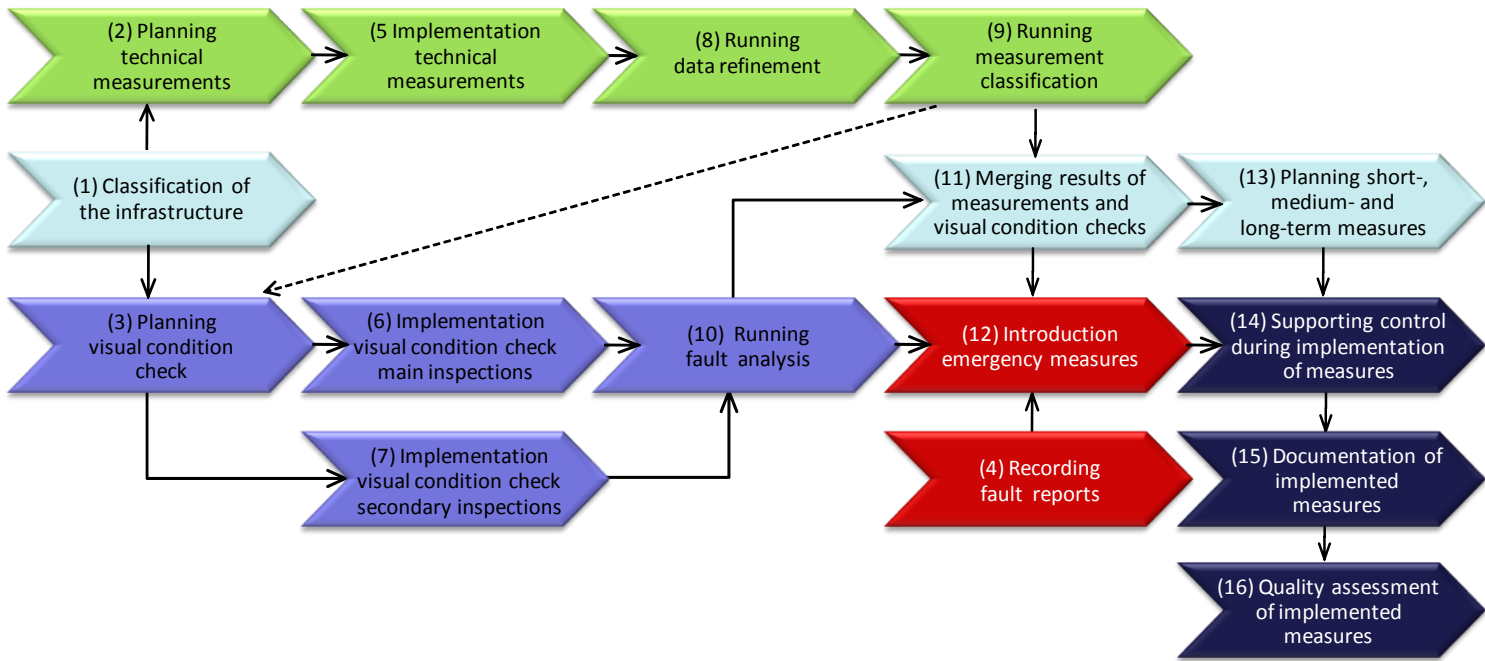 (2) Planning
technical
measurements
(5 Implementation
technical
measurements
(8) Running
data refinement
(9) Running
measurement
classification
(1) Classification of
the infrastructure
(11) Merging results of
measurements and
visual condition checks
(13) Planning short-,
medium- and
long-term measures
(3) Planning
visual condition
check
(6) Implementation
visual condition check
main inspections
(10) Running
fault analysis
(12) Introduction
emergency measures
(14) Supporting control
during implementation
of measures
(7) Implementation
visual condition check
secondary inspections
(4) Recording
fault reports
(15) Documentation of
implemented
measures
(16) Quality assessment
of implemented
measures